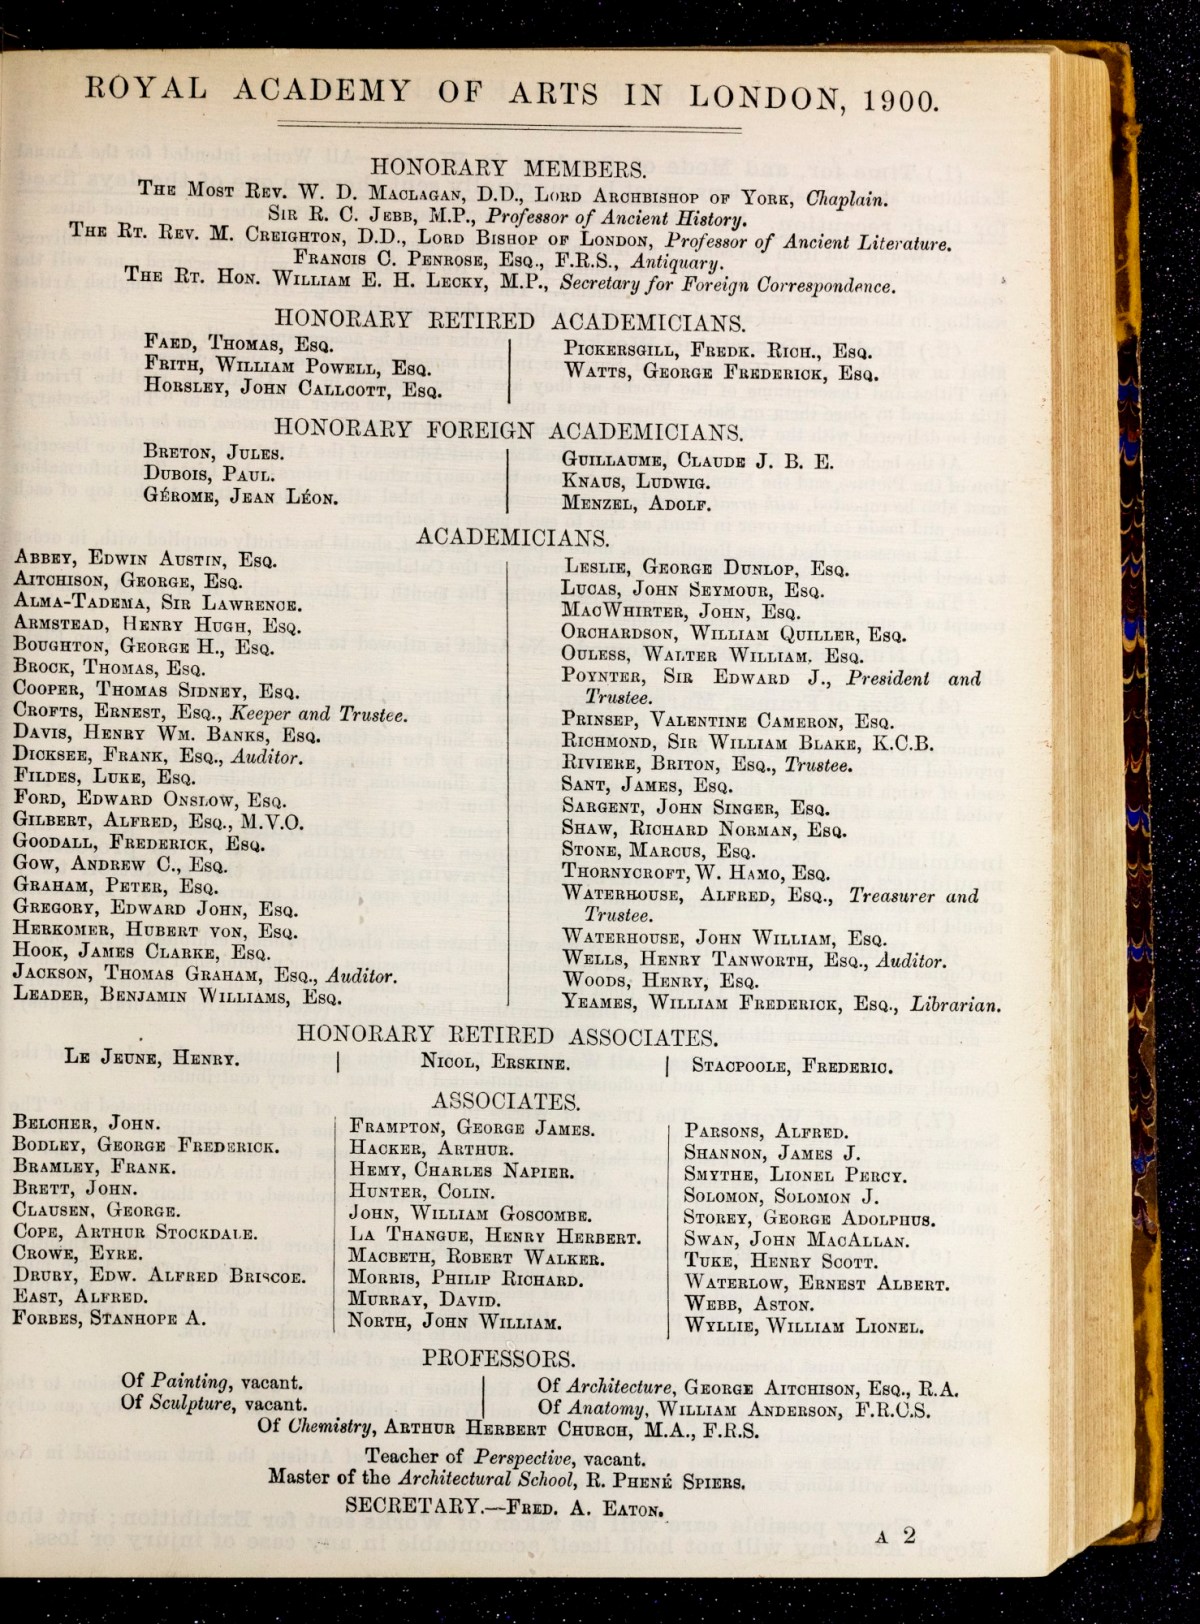 ROYAL ACADEMY OF ARTS IN LONDON, 1900.
HONORARY MEMBERS.
THE MOST REV. W. D. MACLAGAN, D.D., LORD ARCHBISHOP OF YORK, Chaplain.
SIR R. C. JEBB, M.P., Professor of Ancient History.
THE RT. REV. M. CREIGHTON, D.D., LORD BISHOP OF LONDON, Professor of Ancient Literature.
FRANCIS C. PENROSE, ESQ., F.R.S., Antiquary.
THE RT. HON. WILLIAM E. H. LECKY, M.P., Secretary for Foreign Correspondence.
HONORARY RETIRED ACADEMICIANS.
FAED, THOMAS, ESQ.
FRITH, WILLIAM POWELL, ESQ.
HORSLEY, JOHN CALLCOTT, ESQ.
PICKERSGILL, FREDK. RICH., ESQ.
WATTS, GEORGE FREDERICK, ESQ.
HONORARY FOREIGN ACADEMICIANS.
BRETON, JULES.
DUBOIS, PAUL.
GÉROME, JEAN LÉON.
GUILLAUME, CLAUDE J. B. E.
KNAUS, LUDWIG.
MENZEL, ADOLF.
ACADEMICIANS.
ABBEY, EDWIN AUSTIN, ESQ.
AITCHISON, GEORGE, ESQ.
ALMA-TADEMA, SIR LAWRENCE.
ARMSTEAD, HENRY HUGH, ESQ.
BOUGHTON, GEORGE H., ESQ.
BROCK, THOMAS, ESQ.
COOPER, THOMAS SIDNEY, ESQ.
CROFTS, ERNEST, ESQ., Keeper and Trustee.
DAVIS, HENRY WM. BANKS, ESQ.
DICKSEE, FRANK, ESQ., Auditor.
FILDES, LUKE, ESQ.
FORD, EDWARD ONSLOW, ESQ.
GILBERT, ALFRED, ESQ., M.V.O.
GOODALL, FREDERICK, ESQ.
GOW, ANDREW C., ESQ.
GRAHAM, PETER, ESQ.
GREGORY, EDWARD JOHN, ESQ.
HERKOMER, HUBERT VON, ESQ.
HOOK, JAMES CLARKE, ESQ.
JACKSON, THOMAS GRAHAM, ESQ., Auditor.
LEADER, BENJAMIN WILLIAMS, ESQ.
LESLIE, GEORGE DUNLOP, ESQ.
LUCAS, JOHN SEYMOUR, ESQ.
MACWHIRTER, JOHN, ESQ.
ORCHARDSON, WILLIAM QUILLER, ESQ.
OULESS, WALTER WILLIAM, ESQ.
POYNTER, SIR EDWARD J., President and
Trustee.
PRINSEP, VALENTINE CAMERON, ESQ.
RICHMOND, SIR WILLIAM BLAKE, K.C.B.
RIVIERE, BRITON, ESQ., Trustee.
SANT, JAMES, ESQ.
SARGENT, JOHN SINGER, ESQ.
SHAW, RICHARD NORMAN, ESQ.
STONE, MARCUS, ESQ.
THORNYCROFT, W. HAMO, ESQ.
WATERHOUSE, ALFRED, ESQ., Treasurer and
Trustee.
WATERHOUSE, JOHN WILLIAM, ESQ.
WELLS, HENRY TANWORTH, ESQ., Auditor.
WOODS, HENRY, ESQ.
YEAMES, WILLIAM FREDERICK, ESQ., Librarian.
HONORARY RETIRED ASSOCIATES.
LE JEUNE, HENRY.
NICOL, ERSKINE.
STACPOOLE, FREDERIC.
ASSOCIATES.
BELCHER, JOHN.
BODLEY, GEORGE FREDERICK.
BRAMLEY, FRANK.
BRETT, JOHN.
CLAUSEN, GEORGE.
COPE, ARTHUR STOCKDALE.
CROWE, EYRE.
DRURY, EDW. ALFRED BRISCOE.
EAST, ALFRED.
FORBES, STANHOPE A.
FRAMPTON, GEORGE JAMES.
HACKER, ARTHUR.
HEMY, CHARLES NAPIER.
HUNTER, COLIN.
JOHN, WILLIAM GOSCOMBE.
LA THANGUE, HENRY HERBERT.
MACBETH, ROBERT WALKER.
MORRIS, PHILIP RICHARD.
MURRAY, DAVID.
NORTH, JOHN WILLIAM.
PARSONS, ALFRED.
SHANNON, JAMES J.
SMYTHE, LIONEL PERCY.
SOLOMON, SOLOMON J.
STOREY, GEORGE ADOLPHUS.
SWAN, JOHN MACALLAN.
TUKE, HENRY SCOTT.
WATERLOW, ERNEST ALBERT.
WEBB, ASTON.
WYLLIE, WILLIAM LIONEL.
PROFESSORS.
Of Painting, vacant.
Of Sculpture, vacant.
Of Architecture, GEORGE AITCHISON, ESQ., R.A.
Of Anatomy, WILLIAM ANDERSON, F.R.C.S.
Of Chemistry, ARTHUR HERBERT CHURCH, M.A., F.R.S.
Teacher of Perspective, vacant.
Master of the Architectural School, R. PHENÉ SPIERS.
SECRETARY.—FRED. A. EATON.
A 2